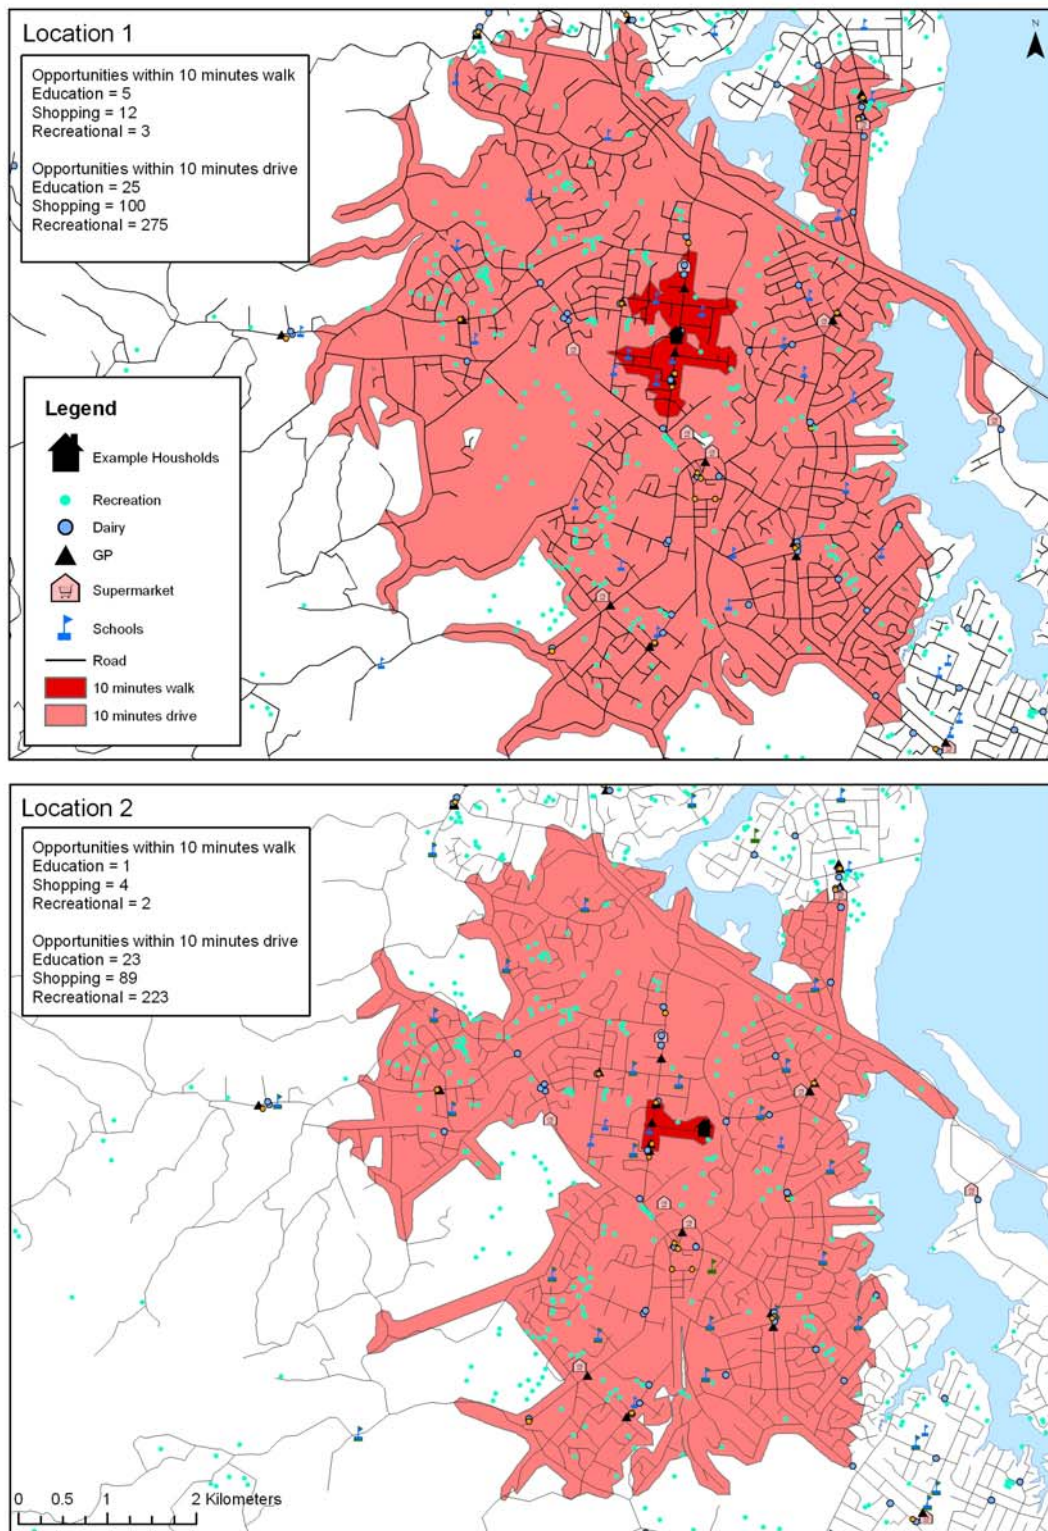 Location 1
N
Opportunities within 10 minutes walk
Education = 5
Shopping = 12
Recreational = 3
Opportunities within 10 minutes drive
Education = 25
Shopping = 100
Recreational = 275
Legend
Example Housholds
Recreation
Dairy
GP
Supermarket
Schools
Road
10 minutes walk
10 minutes drive
Location 2
Opportunities within 10 minutes walk
Education = 1
Shopping = 4
Recreational = 2
Opportunities within 10 minutes drive
Education = 23
Shopping = 89
Recreational = 223
0 0.5 1 2 Kilometers